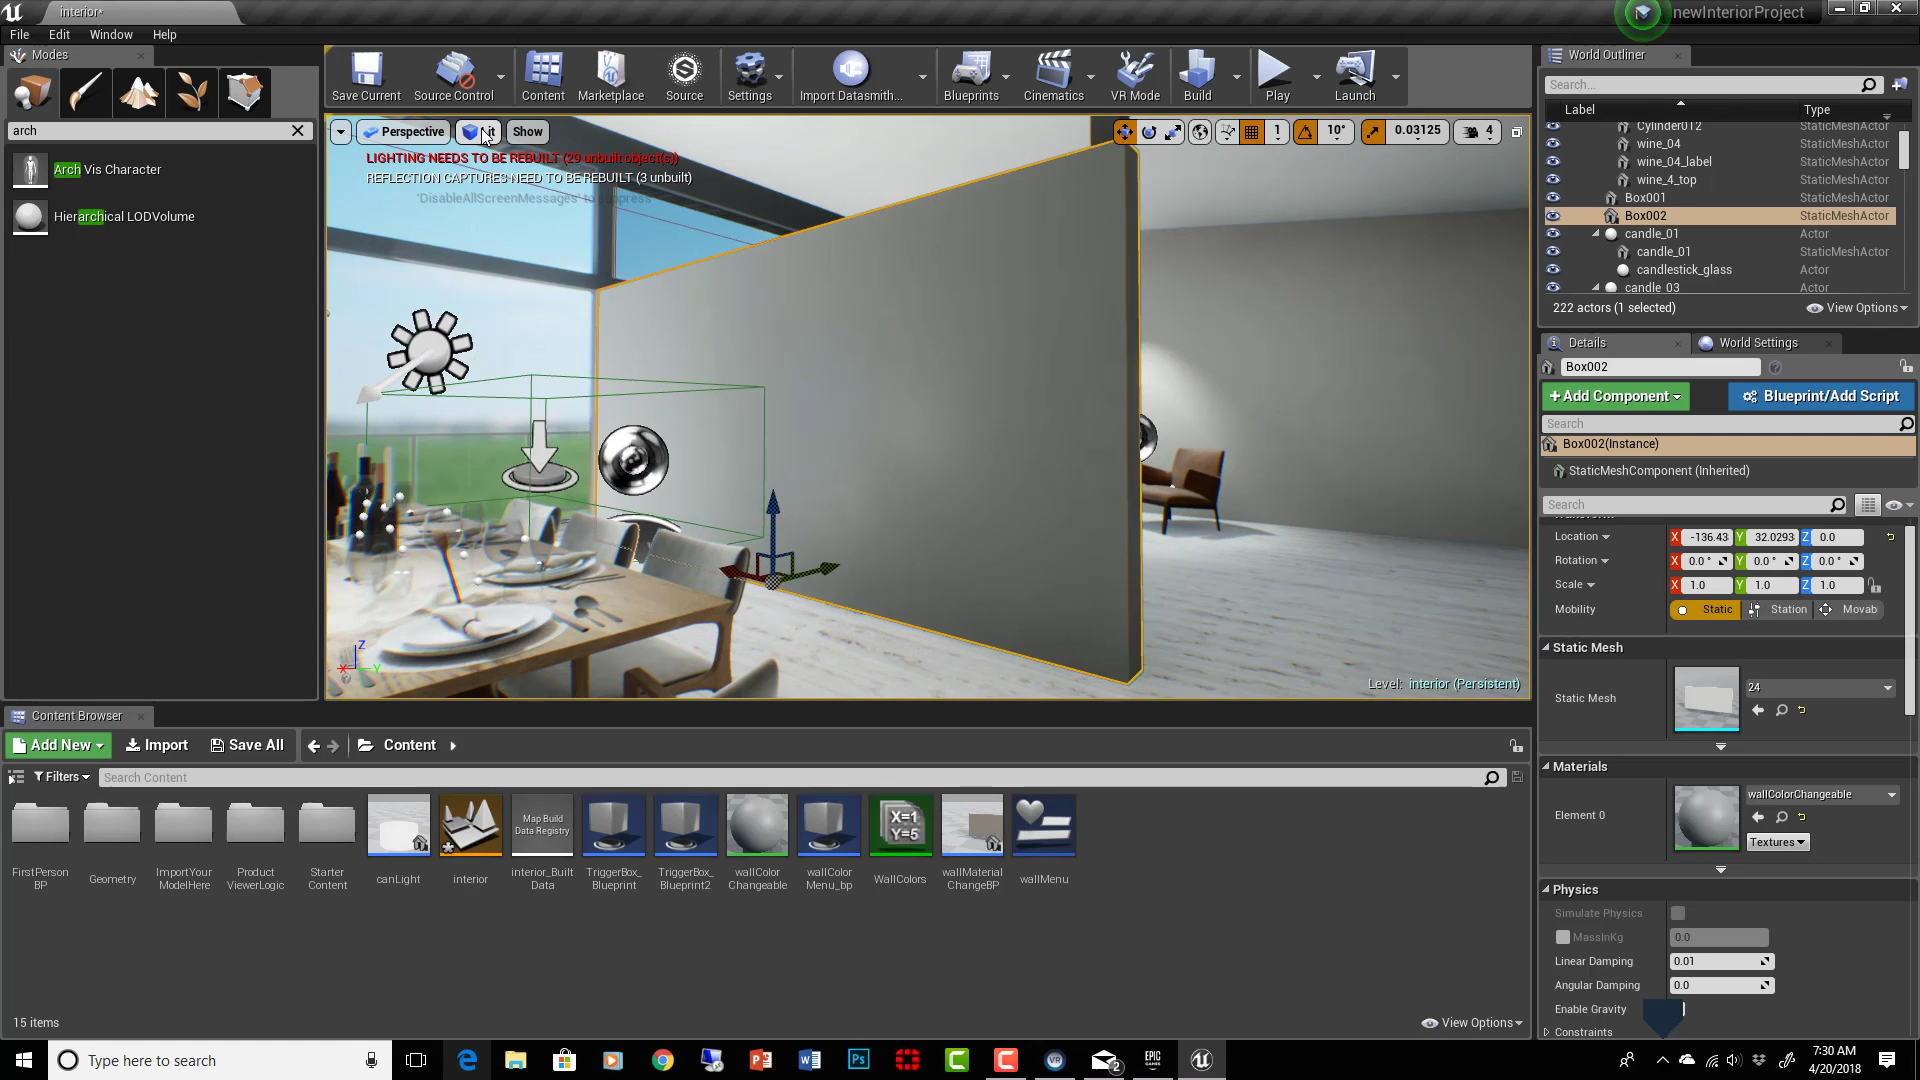 interior*
newInteriorProject
File Edit Window Help
Modes
arch
Arch Vis Character
Hierarchical LODVolume
Save Current
Source Control
Content
Marketplace
Source
Settings
Import Datasmith...
Blueprints
Cinematics
VR Mode
Build
Play
Launch
Perspective
Show
1
10°
0.03125
4
LIGHTING NEEDS TO BE REBUILT (29 unbuilt object(s))
REFLECTION CAPTURES NEED TO BE REBUILT (3 unbuilt)
'DisableAllScreenMessages' to suppress
Z
X
Y
Level: interior (Persistent)
World Outliner
Search...
Label Type
Cylinder012 StaticMeshActor
wine_04 StaticMeshActor
wine_04_label StaticMeshActor
wine_4_top StaticMeshActor
Box001 StaticMeshActor
Box002 StaticMeshActor
candle_01 Actor
candle_01 StaticMeshActor
candlestick_glass Actor
candle_03 Actor
222 actors (1 selected)
View Options
Details
World Settings
Box002
+Add Component
Blueprint/Add Script
Search
Box002(Instance)
StaticMeshComponent (Inherited)
Search
Transform
Location X -136.43 Y 32.0293 Z 0.0
Rotation X 0.0 ° Y 0.0 ° Z 0.0 °
Scale X 1.0 Y 1.0 Z 1.0
Mobility Static Station Movab
Static Mesh
Static Mesh
24
Materials
Element 0
wallColorChangeable
Textures
Physics
Simulate Physics
MassInKg 0.0
Linear Damping 0.01
Angular Damping 0.0
Enable Gravity
Constraints
Content Browser
Add New
Import
Save All
Content
Filters
Search Content
Map Build
Data Registry
X=1
Y=5
FirstPerson
BP
Geometry
ImportYour
ModelHere
Product
ViewerLogic
Starter
Content
canLight
interior
interior_Built
Data
TriggerBox_
Blueprint
TriggerBox_
Blueprint2
wallColor
Changeable
wallColor
Menu_bp
WallColors
wallMaterial
ChangeBP
wallMenu
15 items
View Options
Type here to search
VR
2
EPIC
GAMES
7:30 AM
4/20/2018